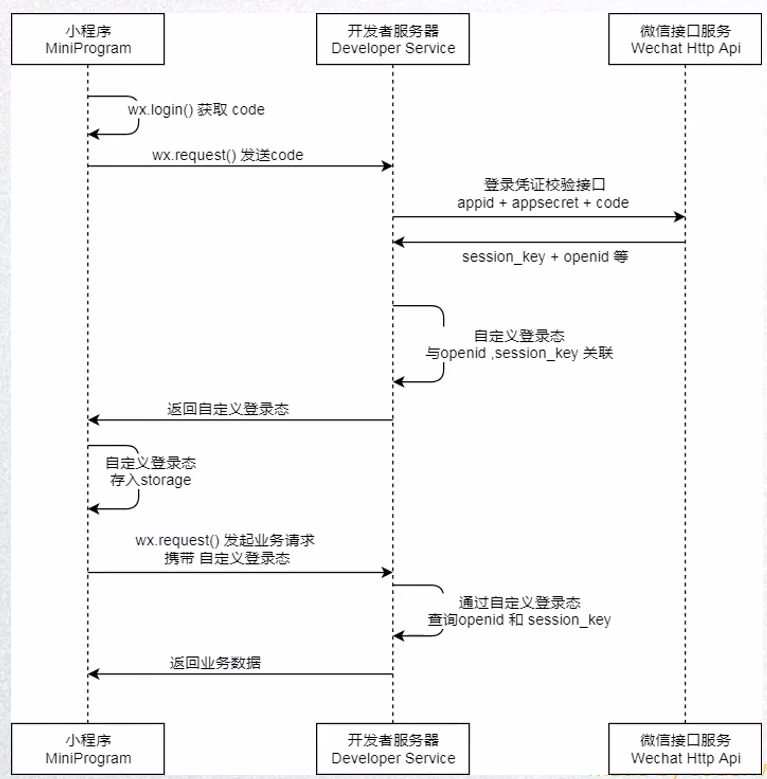 小程序
MiniProgram
开发者服务器
Developer Service
微信接口服务
Wechat Http Api
wx.login() 获取 code
wx.request() 发送code
登录凭证校验接口
appid + appsecret + code
session_key + openid 等
自定义登录态
与openid ,session_key 关联
返回自定义登录态
自定义登录态
存入storage
wx.request() 发起业务请求
携带 自定义登录态
通过自定义登录态
查询openid 和 session_key
返回业务数据
小程序
MiniProgram
开发者服务器
Developer Service
微信接口服务
Wechat Http Api